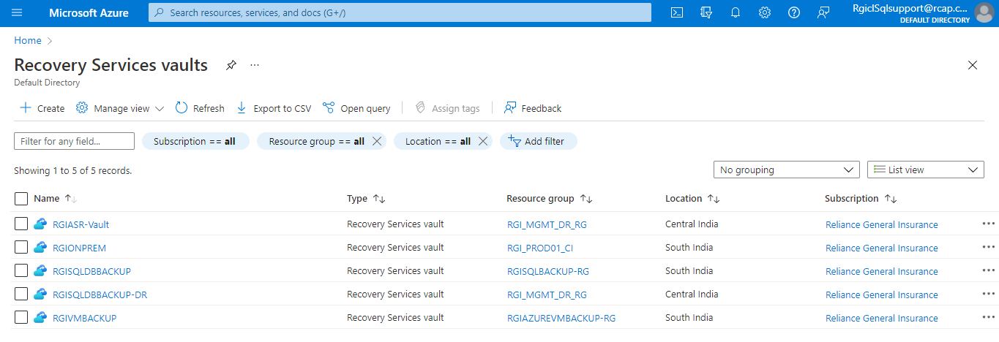 Microsoft Azure
Search resources, services, and docs (G+/)
RgiclSqlsupport@rcap.c...
DEFAULT DIRECTORY
Home
Recovery Services vaults ...
Default Directory
Create Manage view Refresh Export to CSV Open query Assign tags Feedback
Filter for any field... Subscription == all Resource group == all Location == all Add filter
Showing 1 to 5 of 5 records. No grouping List view
Name Type Resource group Location Subscription
RGIASR-Vault Recovery Services vault RGI_MGMT_DR_RG Central India Reliance General Insurance ...
RGIONPREM Recovery Services vault RGI_PROD01_CI South India Reliance General Insurance ...
RGISQLDBBACKUP Recovery Services vault RGISQLBACKUP-RG South India Reliance General Insurance ...
RGISQLDBBACKUP-DR Recovery Services vault RGI_MGMT_DR_RG Central India Reliance General Insurance ...
RGIVMBACKUP Recovery Services vault RGIAZUREVMBACKUP-RG South India Reliance General Insurance ...